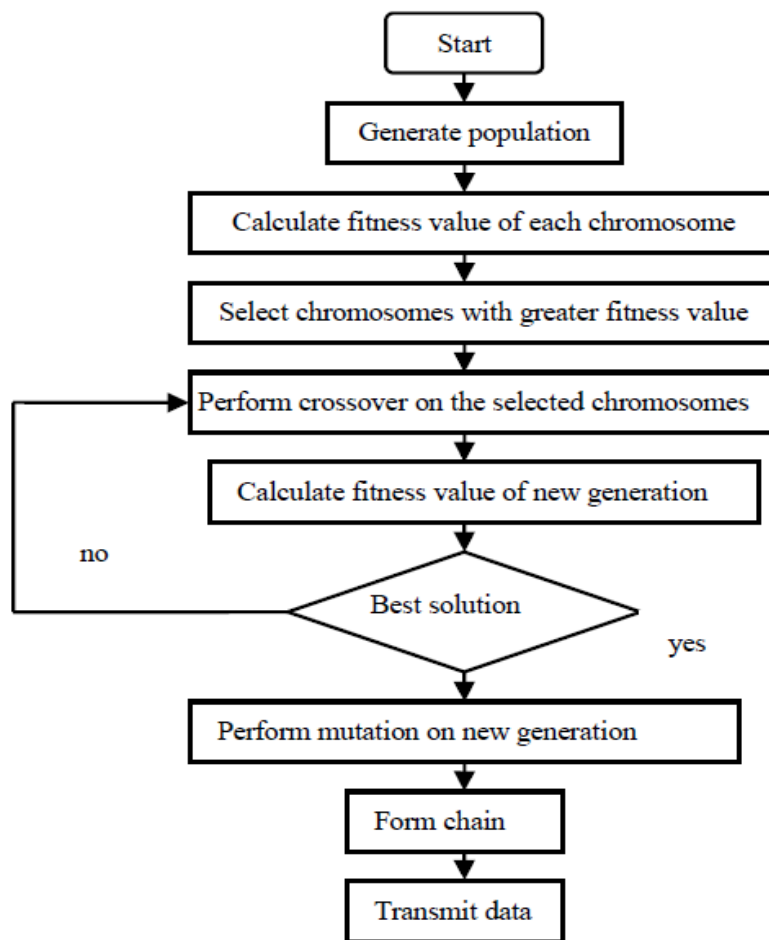 Start
Generate population
Calculate fitness value of each chromosome
Select chromosomes with greater fitness value
Perform crossover on the selected chromosomes
Calculate fitness value of new generation
no
Best solution
yes
Perform mutation on new generation
Form chain
Transmit data